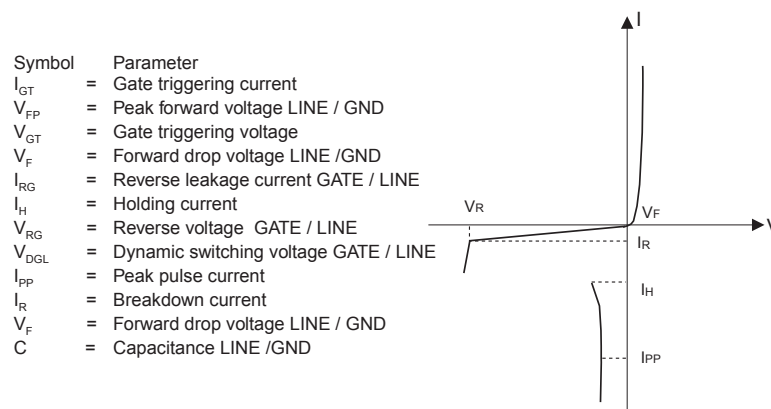 Symbol Parameter
IGT = Gate triggering current
VFP = Peak forward voltage LINE / GND
VGT = Gate triggering voltage
VF = Forward drop voltage LINE /GND
IRG = Reverse leakage current GATE / LINE
IH = Holding current
VRG = Reverse voltage GATE / LINE
VDGL = Dynamic switching voltage GATE / LINE
IPP = Peak pulse current
IR = Breakdown current
VF = Forward drop voltage LINE / GND
C = Capacitance LINE /GND
I
VR
VF
V
IR
IH
IPP